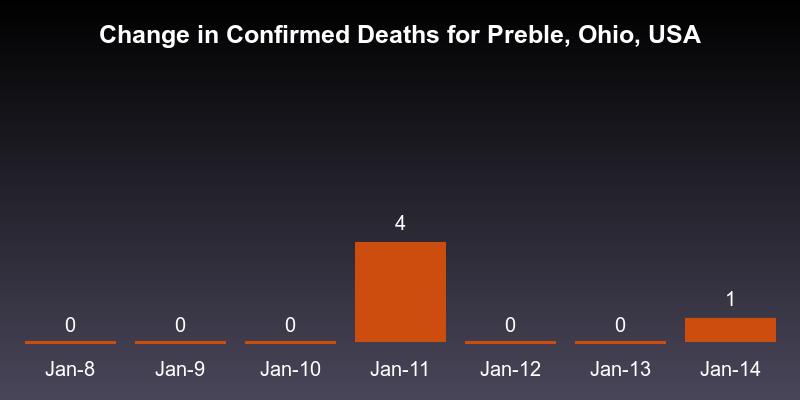 Change in Confirmed Deaths for Preble, Ohio, USA
4
1
0 0 0 0 0
Jan-8 Jan-9 Jan-10 Jan-11 Jan-12 Jan-13 Jan-14